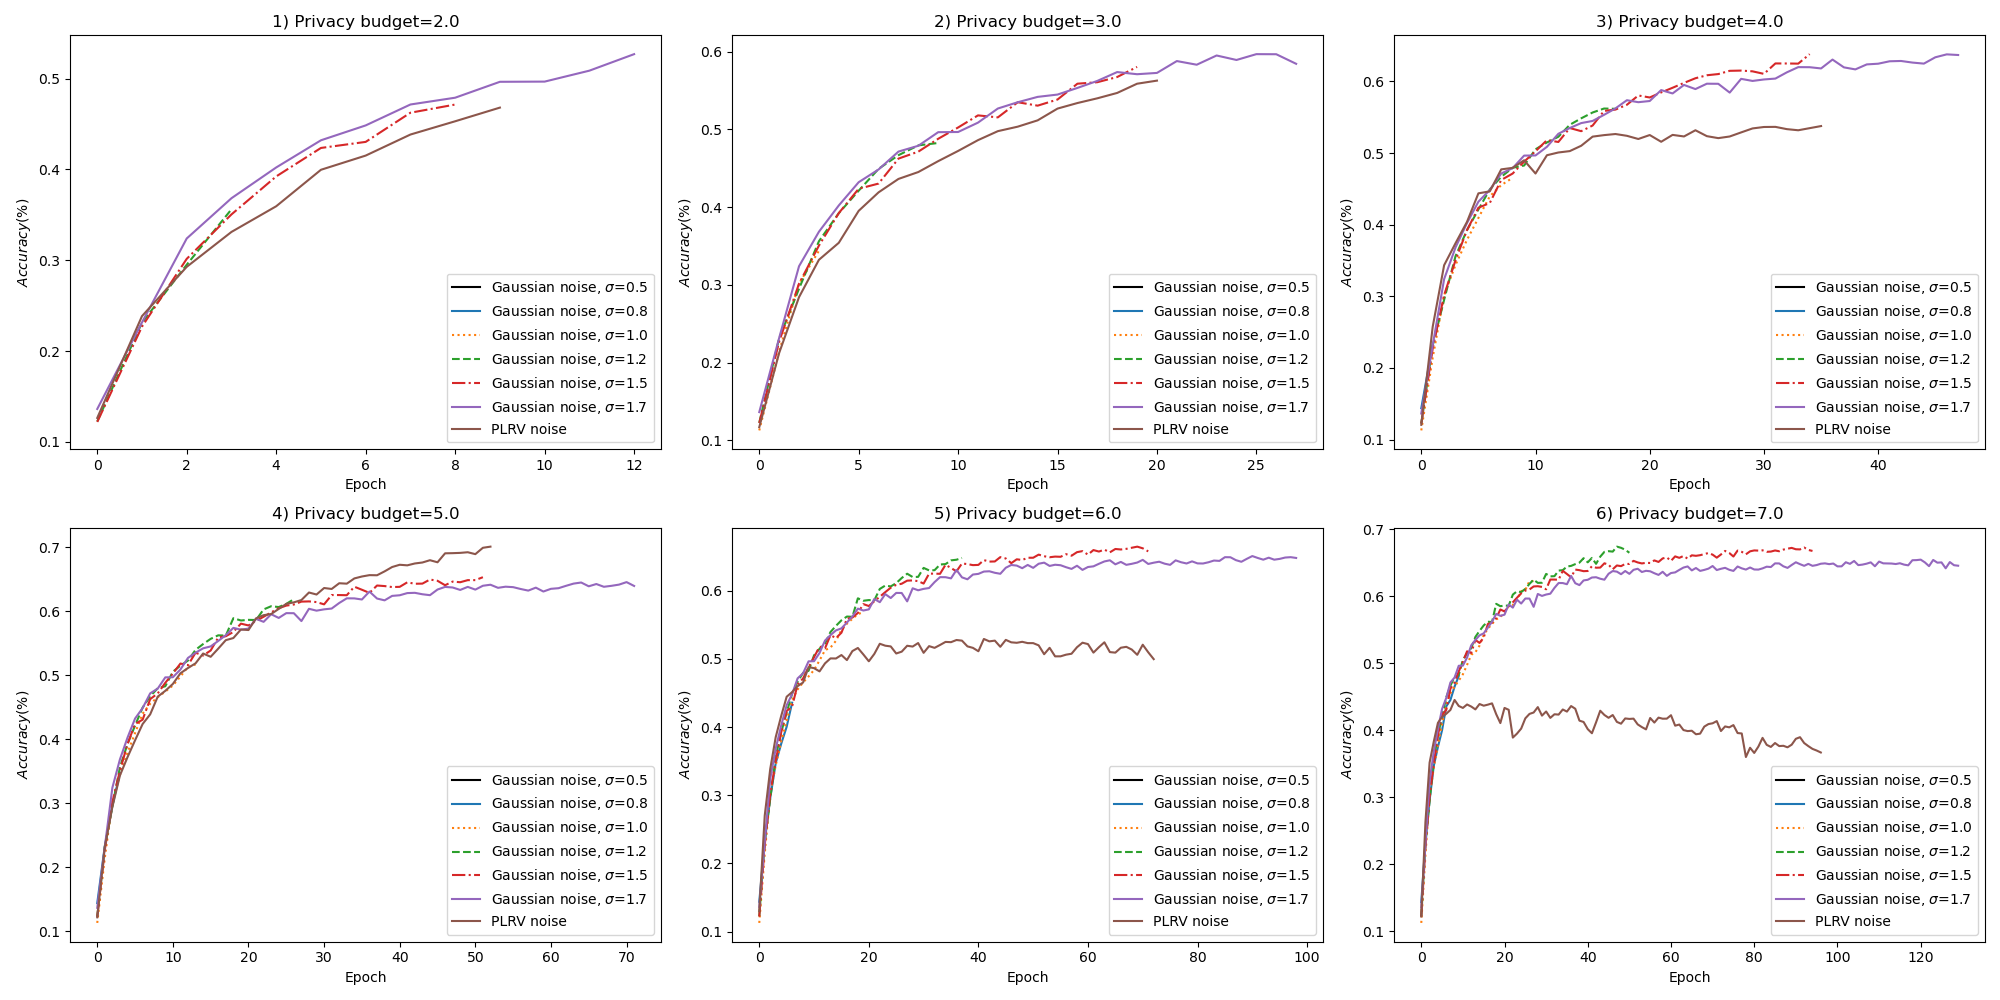 1) Privacy budget=2.0
Accuracy(%)
0.5
0.4
0.3
0.2
0.1
Gaussian noise, σ=0.5
Gaussian noise, σ=0.8
Gaussian noise, σ=1.0
Gaussian noise, σ=1.2
Gaussian noise, σ=1.5
Gaussian noise, σ=1.7
PLRV noise
0 2 4 6 8 10 12
Epoch
2) Privacy budget=3.0
Accuracy(%)
0.6
0.5
0.4
0.3
0.2
0.1
Gaussian noise, σ=0.5
Gaussian noise, σ=0.8
Gaussian noise, σ=1.0
Gaussian noise, σ=1.2
Gaussian noise, σ=1.5
Gaussian noise, σ=1.7
PLRV noise
0 5 10 15 20 25
Epoch
3) Privacy budget=4.0
Accuracy(%)
0.6
0.5
0.4
0.3
0.2
0.1
Gaussian noise, σ=0.5
Gaussian noise, σ=0.8
Gaussian noise, σ=1.0
Gaussian noise, σ=1.2
Gaussian noise, σ=1.5
Gaussian noise, σ=1.7
PLRV noise
0 10 20 30 40
Epoch
4) Privacy budget=5.0
Accuracy(%)
0.7
0.6
0.5
0.4
0.3
0.2
0.1
Gaussian noise, σ=0.5
Gaussian noise, σ=0.8
Gaussian noise, σ=1.0
Gaussian noise, σ=1.2
Gaussian noise, σ=1.5
Gaussian noise, σ=1.7
PLRV noise
0 10 20 30 40 50 60 70
Epoch
5) Privacy budget=6.0
Accuracy(%)
0.6
0.5
0.4
0.3
0.2
0.1
Gaussian noise, σ=0.5
Gaussian noise, σ=0.8
Gaussian noise, σ=1.0
Gaussian noise, σ=1.2
Gaussian noise, σ=1.5
Gaussian noise, σ=1.7
PLRV noise
0 20 40 60 80 100
Epoch
6) Privacy budget=7.0
Accuracy(%)
0.7
0.6
0.5
0.4
0.3
0.2
0.1
Gaussian noise, σ=0.5
Gaussian noise, σ=0.8
Gaussian noise, σ=1.0
Gaussian noise, σ=1.2
Gaussian noise, σ=1.5
Gaussian noise, σ=1.7
PLRV noise
0 20 40 60 80 100 120
Epoch